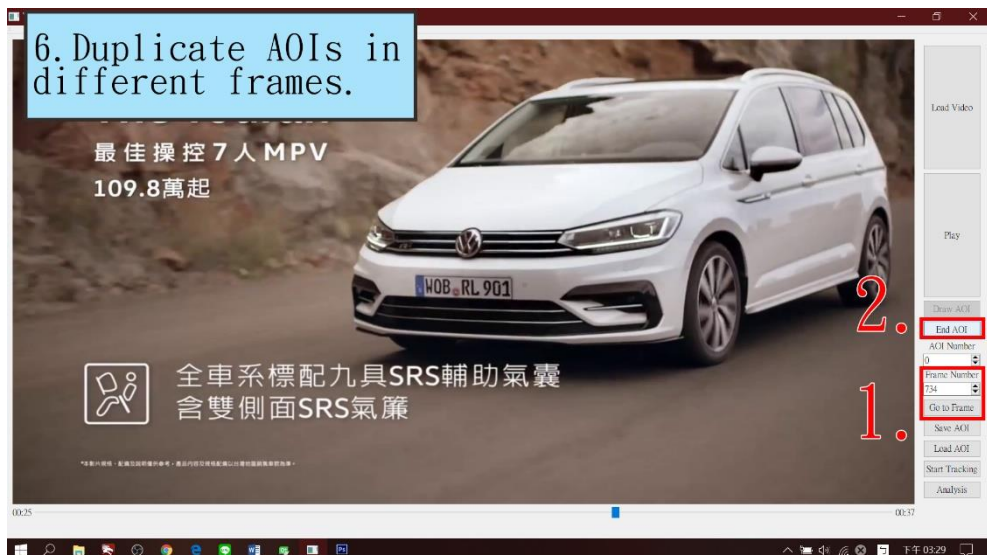 6.Duplicate AOIs in
different frames.
最佳操控7人MPV
109.8萬起
WOB RL 901
全車系標配九具SRS輔助氣囊
含雙側面SRS氣簾
Load Video
Play
Draw AOI
2.
End AOI
AOI Number
0
Frame Number
734
Go to Frame
1.
Save AOI
Load AOI
Start Tracking
Analysis
00:25
00:37
下午 03:29